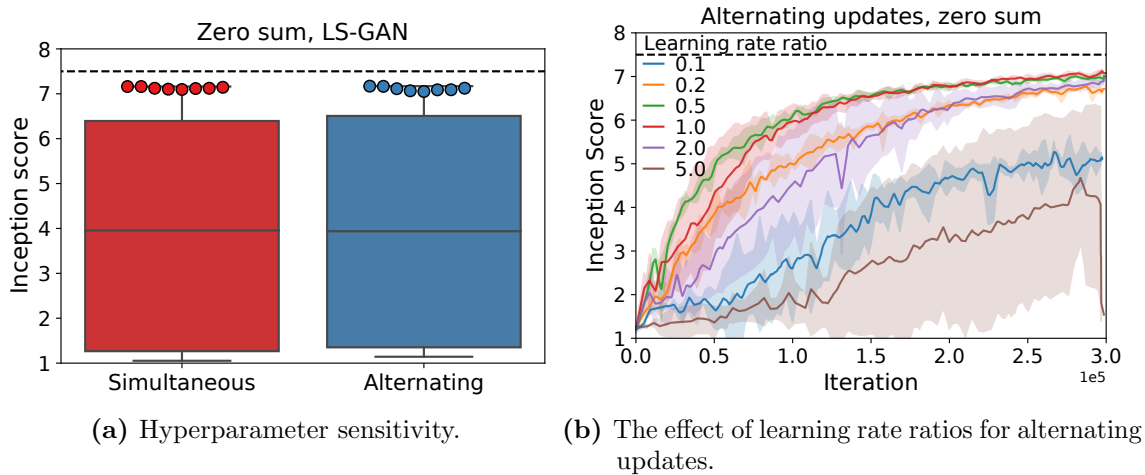 Zero sum, LS-GAN
Inception score
8
7
6
5
4
3
2
1
Simultaneous
Alternating
(a) Hyperparameter sensitivity.
Alternating updates, zero sum
Inception Score
8
7
6
5
4
3
2
1
Learning rate ratio
0.1
0.2
0.5
1.0
2.0
5.0
0.0
0.5
1.0
1.5
2.0
2.5
3.0
1e5
Iteration
(b) The effect of learning rate ratios for alternating
updates.